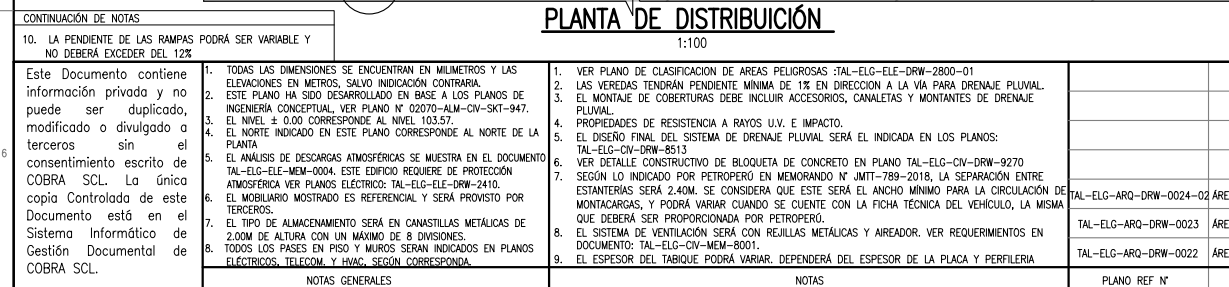 PLANTA DE DISTRIBUICIÓN
1:100
CONTINUACIÓN DE NOTAS
10. LA PENDIENTE DE LAS RAMPAS PODRÁ SER VARIABLE Y
NO DEBERÁ EXCEDER DEL 12%
6
Este Documento contiene
información privada y no
puede ser duplicado,
modificado o divulgado a
terceros sin el
consentimiento escrito de
COBRA SCL. La única
copia Controlada de este
Documento está en el
Sistema Informático de
Gestión Documental de
COBRA SCL.
1. TODAS LAS DIMENSIONES SE ENCUENTRAN EN MILIMETROS Y LAS
ELEVACIONES EN METROS, SALVO INDICACIÓN CONTRARIA.
2. ESTE PLANO HA SIDO DESARROLLADO EN BASE A LOS PLANOS DE
INGENIERÍA CONCEPTUAL, VER PLANO N° 02070-ALM-CIV-SKT-947.
3. EL NIVEL ± 0.00 CORRESPONDE AL NIVEL 103.57.
4. EL NORTE INDICADO EN ESTE PLANO CORRESPONDE AL NORTE DE LA
PLANTA
5. EL ANÁLISIS DE DESCARGAS ATMOSFÉRICAS SE MUESTRA EN EL DOCUMENTO
TAL-ELG-ELE-MEM-0004. ESTE EDIFICIO REQUIERE DE PROTECCIÓN
ATMOSFÉRICA VER PLANOS ELÉCTRICO: TAL-ELG-ELE-DRW-2410.
6. EL MOBILIARIO MOSTRADO ES REFERENCIAL Y SERÁ PROVISTO POR
TERCEROS.
7. EL TIPO DE ALMACENAMIENTO SERÁ EN CANASTILLAS METÁLICAS DE
2.00M DE ALTURA CON UN MÁXIMO DE 8 DIVISIONES.
8. TODOS LOS PASES EN PISO Y MUROS SERAN INDICADOS EN PLANOS
ELÉCTRICOS, TELECOM. Y HVAC, SEGÚN CORRESPONDA.
NOTAS GENERALES
1. VER PLANO DE CLASIFICACION DE AREAS PELIGROSAS :TAL-ELG-ELE-DRW-2800-01
2. LAS VEREDAS TENDRÁN PENDIENTE MÍNIMA DE 1% EN DIRECCION A LA VÍA PARA DRENAJE PLUVIAL.
3. EL MONTAJE DE COBERTURAS DEBE INCLUIR ACCESORIOS, CANALETAS Y MONTANTES DE DRENAJE
PLUVIAL.
4. PROPIEDADES DE RESISTENCIA A RAYOS U.V. E IMPACTO.
5. EL DISEÑO FINAL DEL SISTEMA DE DRENAJE PLUVIAL SERÁ EL INDICADA EN LOS PLANOS:
TAL-ELG-CIV-DRW-8513
6. VER DETALLE CONSTRUCTIVO DE BLOQUETA DE CONCRETO EN PLANO TAL-ELG-CIV-DRW-9270
7. SEGÚN LO INDICADO POR PETROPERÚ EN MEMORANDO N° JMTT-789-2018, LA SEPARACIÓN ENTRE
ESTANTERÍAS SERÁ 2.40M. SE CONSIDERA QUE ESTE SERÁ EL ANCHO MÍNIMO PARA LA CIRCULACIÓN DE
MONTACARGAS, Y PODRÁ VARIAR CUANDO SE CUENTE CON LA FICHA TÉCNICA DEL VEHÍCULO, LA MISMA
QUE DEBERÁ SER PROPORCIONADA POR PETROPERÚ.
8. EL SISTEMA DE VENTILACIÓN SERÁ CON REJILLAS METÁLICAS Y AIREADOR. VER REQUERIMIENTOS EN
DOCUMENTO: TAL-ELG-CIV-MEM-8001.
9. EL ESPESOR DEL TABIQUE PODRÁ VARIAR. DEPENDERÁ DEL ESPESOR DE LA PLACA Y PERFILERIA
NOTAS
TAL-ELG-ARQ-DRW-0024-02 ÁRE
TAL-ELG-ARQ-DRW-0023 ÁRE
TAL-ELG-ARQ-DRW-0022 ÁRE
PLANO REF N°